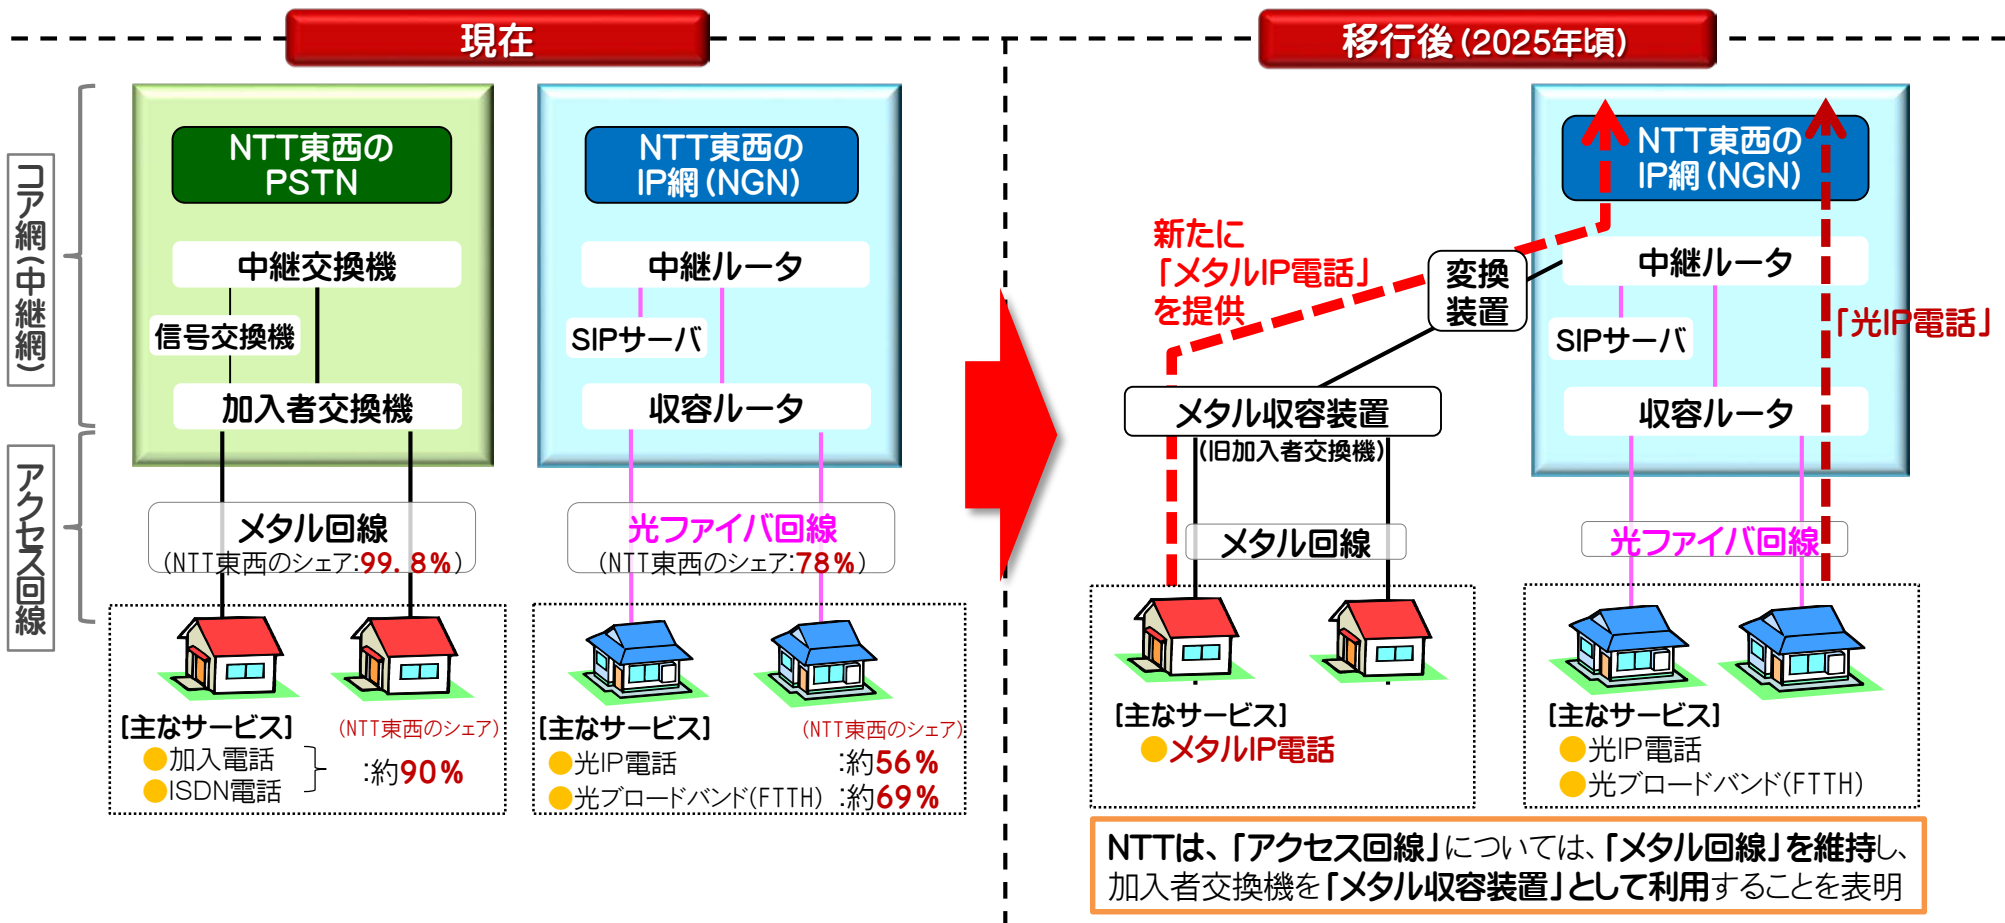 現在
コア網(中継網)
アクセス回線
NTT東西の
PSTN
中継交換機
信号交換機
加入者交換機
メタル回線
(NTT東西のシェア:99.8%)
[主なサービス]
(NTT東西のシェア)
●加入電話
●ISDN電話
:約90%
NTT東西の
IP網(NGN)
中継ルータ
SIPサーバ
収容ルータ
光ファイバ回線
(NTT東西のシェア:78%)
[主なサービス]
(NTT東西のシェア)
●光IP電話 :約56%
●光ブロードバンド(FTTH) :約69%
移行後(2025年頃)
新たに
「メタルIP電話」
を提供
変換
装置
メタル収容装置
(旧加入者交換機)
メタル回線
[主なサービス]
●メタルIP電話
NTT東西の
IP網(NGN)
中継ルータ
SIPサーバ
「光IP電話」
収容ルータ
光ファイバ回線
[主なサービス]
●光IP電話
●光ブロードバンド(FTTH)
NTTは、「アクセス回線」については、「メタル回線」を維持し、
加入者交換機を「メタル収容装置」として利用することを表明